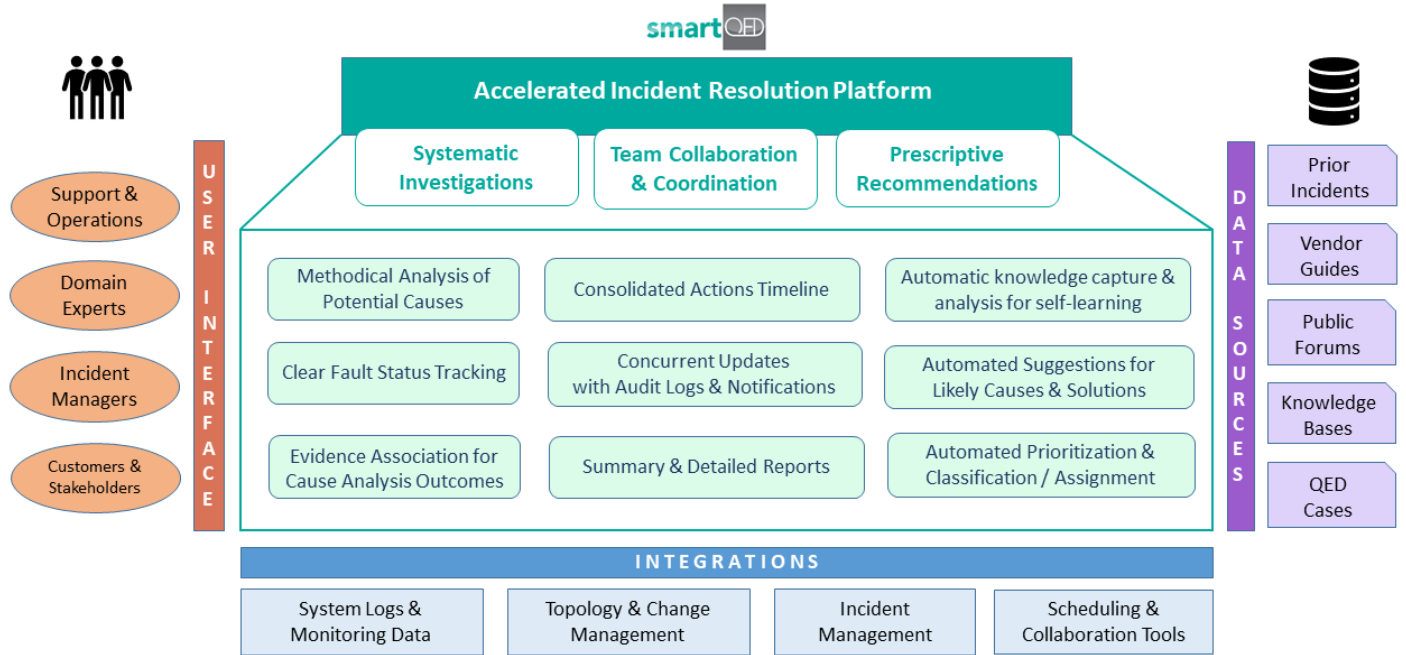 smartQED
Accelerated Incident Resolution Platform
Systematic
Investigations
Team Collaboration
& Coordination
Prescriptive
Recommendations
USER INTERFACE
Support &
Operations
Domain
Experts
Incident
Managers
Customers &
Stakeholders
Methodical Analysis of
Potential Causes
Consolidated Actions Timeline
Automatic knowledge capture &
analysis for self-learning
Clear Fault Status Tracking
Concurrent Updates
with Audit Logs & Notifications
Automated Suggestions for
Likely Causes & Solutions
Evidence Association for
Cause Analysis Outcomes
Summary & Detailed Reports
Automated Prioritization &
Classification / Assignment
DATA SOURCES
Prior
Incidents
Vendor
Guides
Public
Forums
Knowledge
Bases
QED
Cases
INTEGRATIONS
System Logs &
Monitoring Data
Topology & Change
Management
Incident
Management
Scheduling &
Collaboration Tools